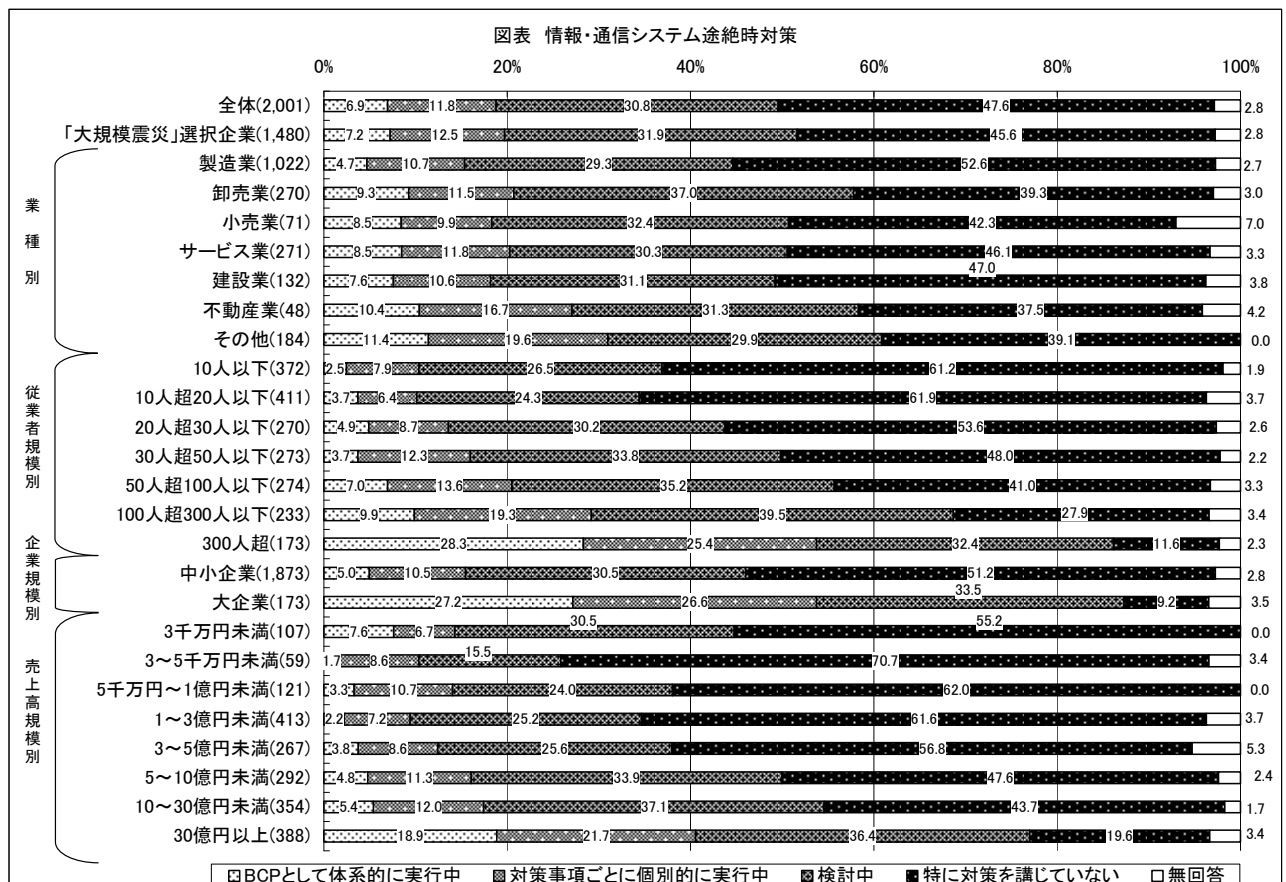 図表 情報・通信システム途絶時対策
0% 20% 40% 60% 80% 100%
全体(2,001) 6.9 11.8 30.8 47.6 2.8
「大規模震災」選択企業(1,480) 7.2 12.5 31.9 45.6 2.8
業種別
製造業(1,022) 4.7 10.7 29.3 52.6 2.7
卸売業(270) 9.3 11.5 37.0 39.3 3.0
小売業(71) 8.5 9.9 32.4 42.3 7.0
サービス業(271) 8.5 11.8 30.3 46.1 3.3
建設業(132) 7.6 10.6 31.1 47.0 3.8
不動産業(48) 10.4 16.7 31.3 37.5 4.2
その他(184) 11.4 19.6 29.9 39.1 0.0
従業者規模別
10人以下(372) 2.5 7.9 26.5 61.2 1.9
10人超20人以下(411) 3.7 6.4 24.3 61.9 3.7
20人超30人以下(270) 4.9 8.7 30.2 53.6 2.6
30人超50人以下(273) 3.7 12.3 33.8 48.0 2.2
50人超100人以下(274) 7.0 13.6 35.2 41.0 3.3
100人超300人以下(233) 9.9 19.3 39.5 27.9 3.4
300人超(173) 28.3 25.4 32.4 11.6 2.3
企業規模別
中小企業(1,873) 5.0 10.5 30.5 51.2 2.8
大企業(173) 27.2 26.6 33.5 9.2 3.5
売上高規模別
3千万円未満(107) 7.6 6.7 30.5 55.2 0.0
3～5千万円未満(59) 1.7 8.6 15.5 70.7 3.4
5千万円～1億円未満(121) 3.3 10.7 24.0 62.0 0.0
1～3億円未満(413) 2.2 7.2 25.2 61.6 3.7
3～5億円未満(267) 3.8 8.6 25.6 56.8 5.3
5～10億円未満(292) 4.8 11.3 33.9 47.6 2.4
10～30億円未満(354) 5.4 12.0 37.1 43.7 1.7
30億円以上(388) 18.9 21.7 36.4 19.6 3.4
BCPとして体系的に実行中 対策事項ごとに個別的に実行中 検討中 特に対策を講じていない 無回答